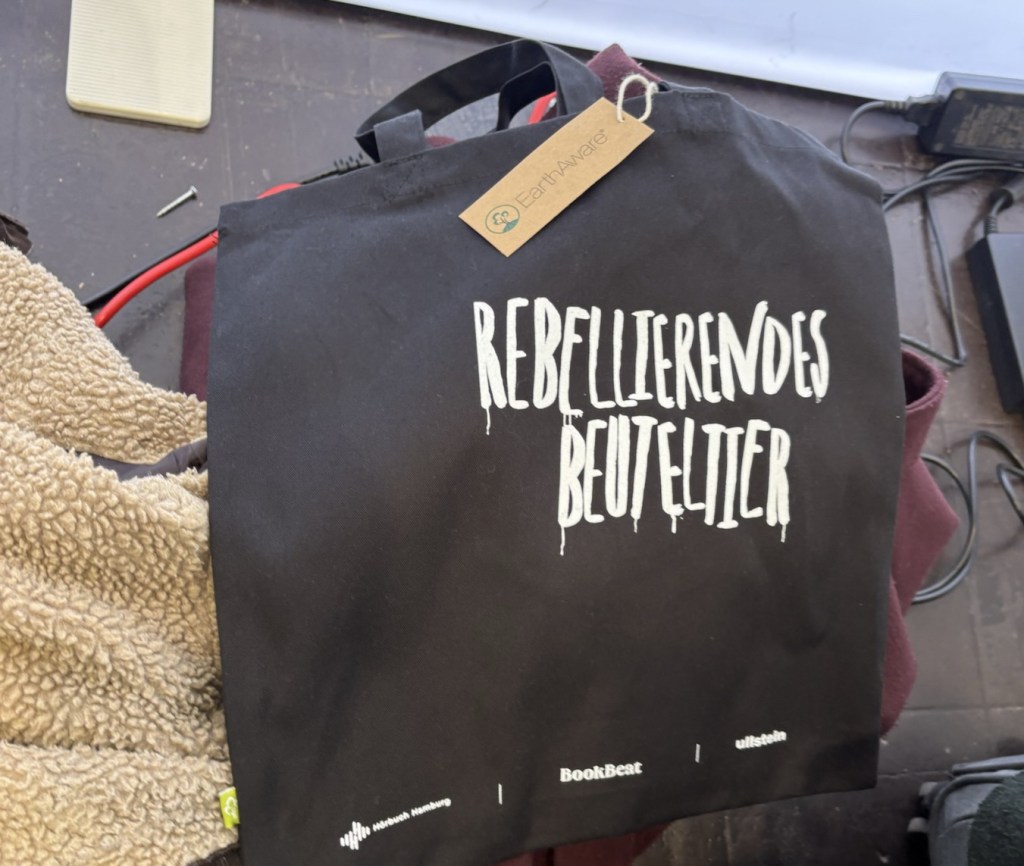 EarthAware
REBELLIERENDES
BEUTELTIER
Hörbuch Hamburg | BookBeat | ullstein